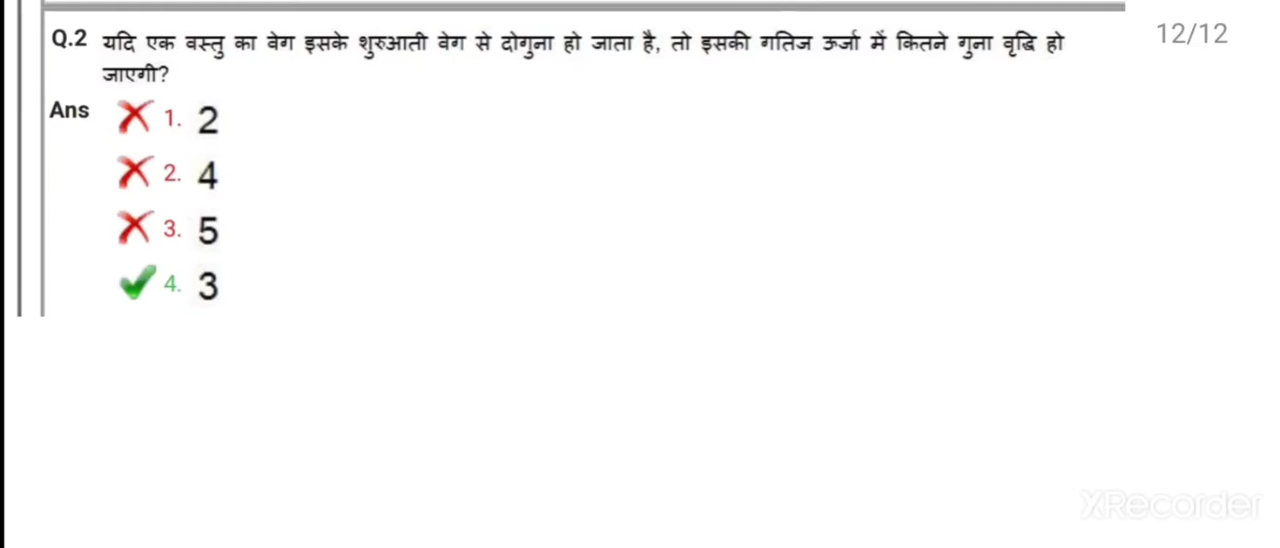 Q.2 यदि एक वस्तु का वेग इसके शुरुआती वेग से दोगुना हो जाता है, तो इसकी गतिज ऊर्जा में कितने गुना वृद्धि हो
जाएगी?
12/12
Ans 1. 2
2. 4
3. 5
4. 3
XRecorder